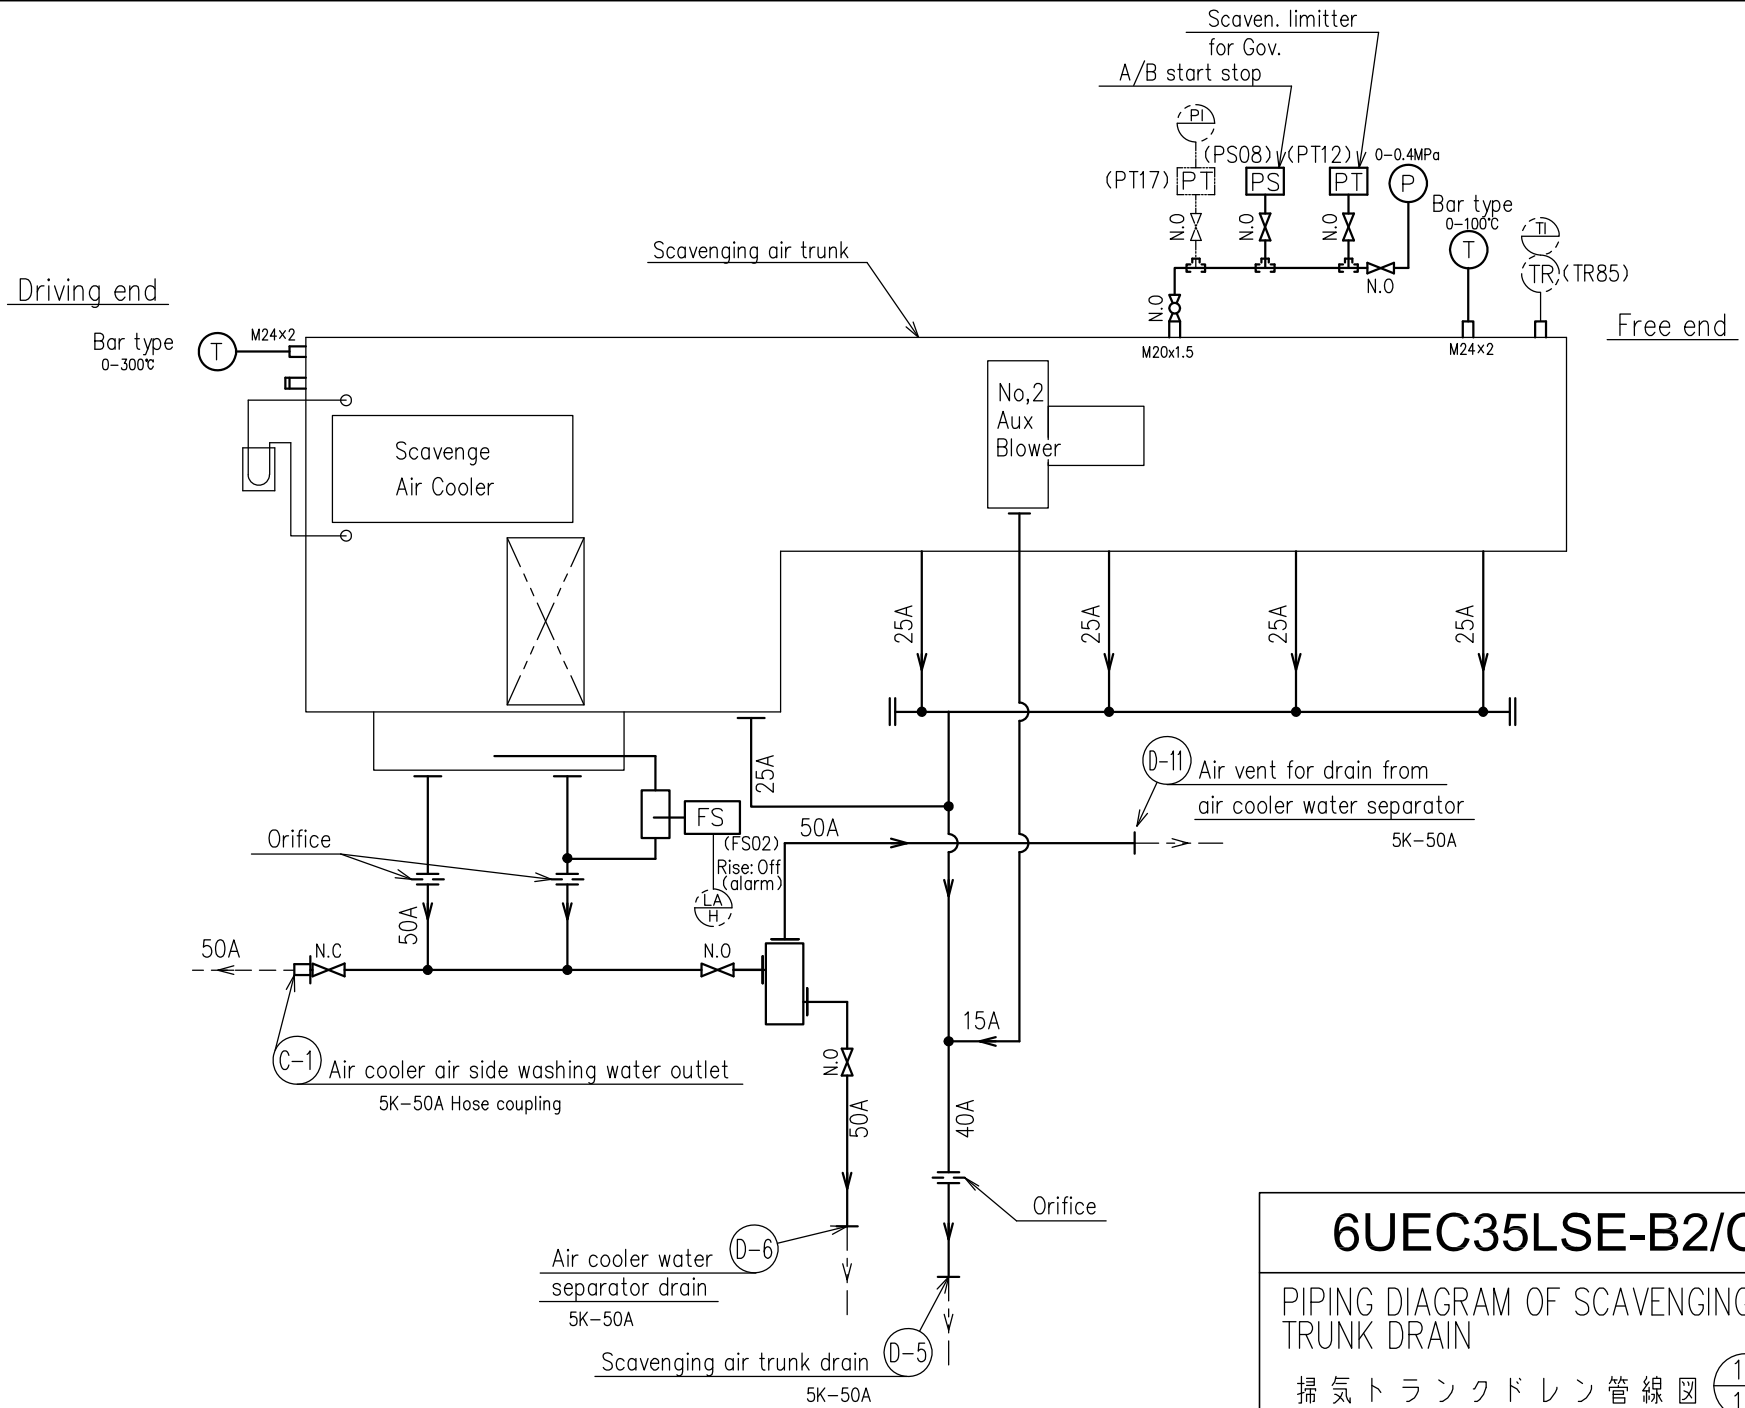 Scaven. limitter
for Gov.
A/B start stop
PI
(PS08)
(PT12)
0-0.4MPa
(PT17)
PT
PS
PT
P
Bar type
0-100℃
N.O
N.O
N.O
TI
T
Scavenging air trunk
TR
(TR85)
N.O
Driving end
N.O
Free end
Bar type
0-300℃
T
M24×2
M20x1.5
M24×2
No,2
Aux
Blower
Scavenge
Air Cooler
25A
25A
25A
25A
25A
D-11
Air vent for drain from
air cooler water separator
5K-50A
FS
(FS02)
Rise: Off
(alarm)
LA
H
50A
Orifice
50A
50A
N.C
N.O
15A
C-1
Air cooler air side washing water outlet
5K-50A Hose coupling
N.O
50A
40A
Orifice
D-6
Air cooler water
separator drain
5K-50A
D-5
Scavenging air trunk drain
5K-50A
6UEC35LSE-B2/
PIPING DIAGRAM OF SCAVENGING
TRUNK DRAIN
掃気トランクドレン管線図
1
1